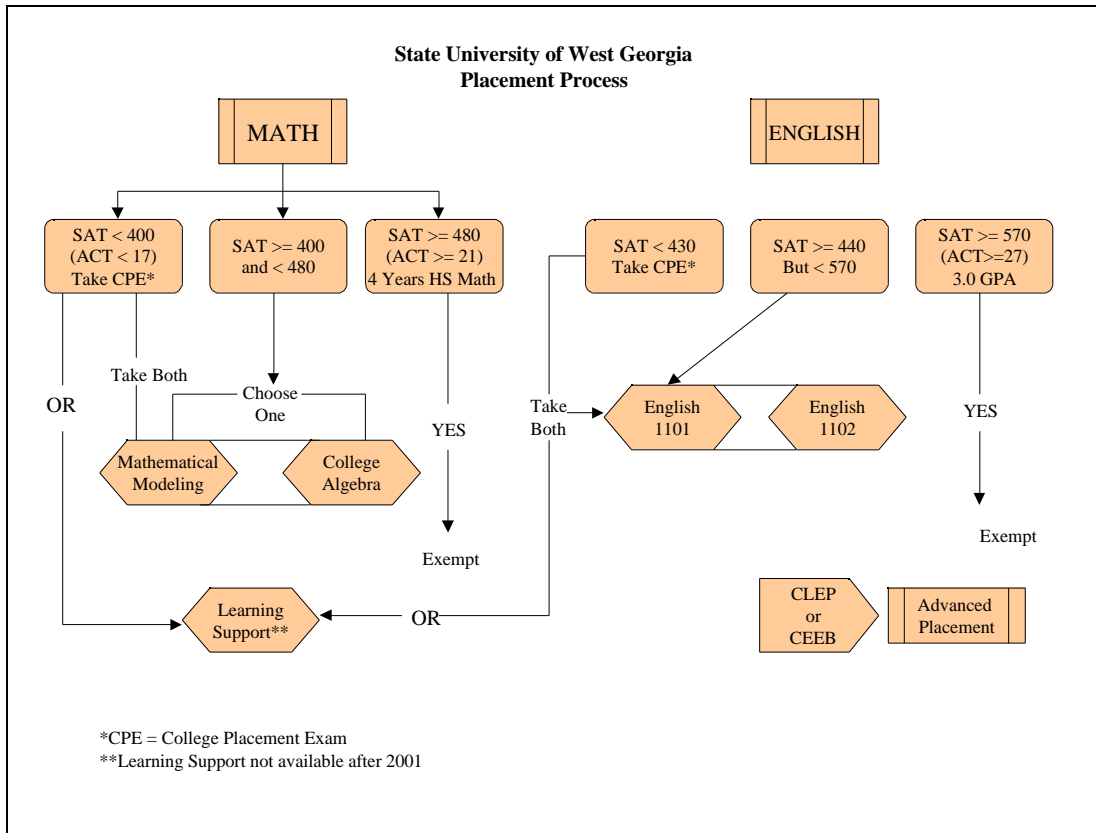 State University of West Georgia
Placement Process
MATH
ENGLISH
SAT < 400
(ACT < 17)
Take CPE*
SAT >= 400
and < 480
SAT >= 480
(ACT >= 21)
4 Years HS Math
SAT < 430
Take CPE*
SAT >= 440
But < 570
SAT >= 570
(ACT>=27)
3.0 GPA
OR
Take Both
Choose
One
YES
Take
Both
YES
Mathematical
Modeling
College
Algebra
English
1101
English
1102
Exempt
Exempt
Learning
Support**
OR
CLEP
or
CEEB
Advanced
Placement
*CPE = College Placement Exam
**Learning Support not available after 2001